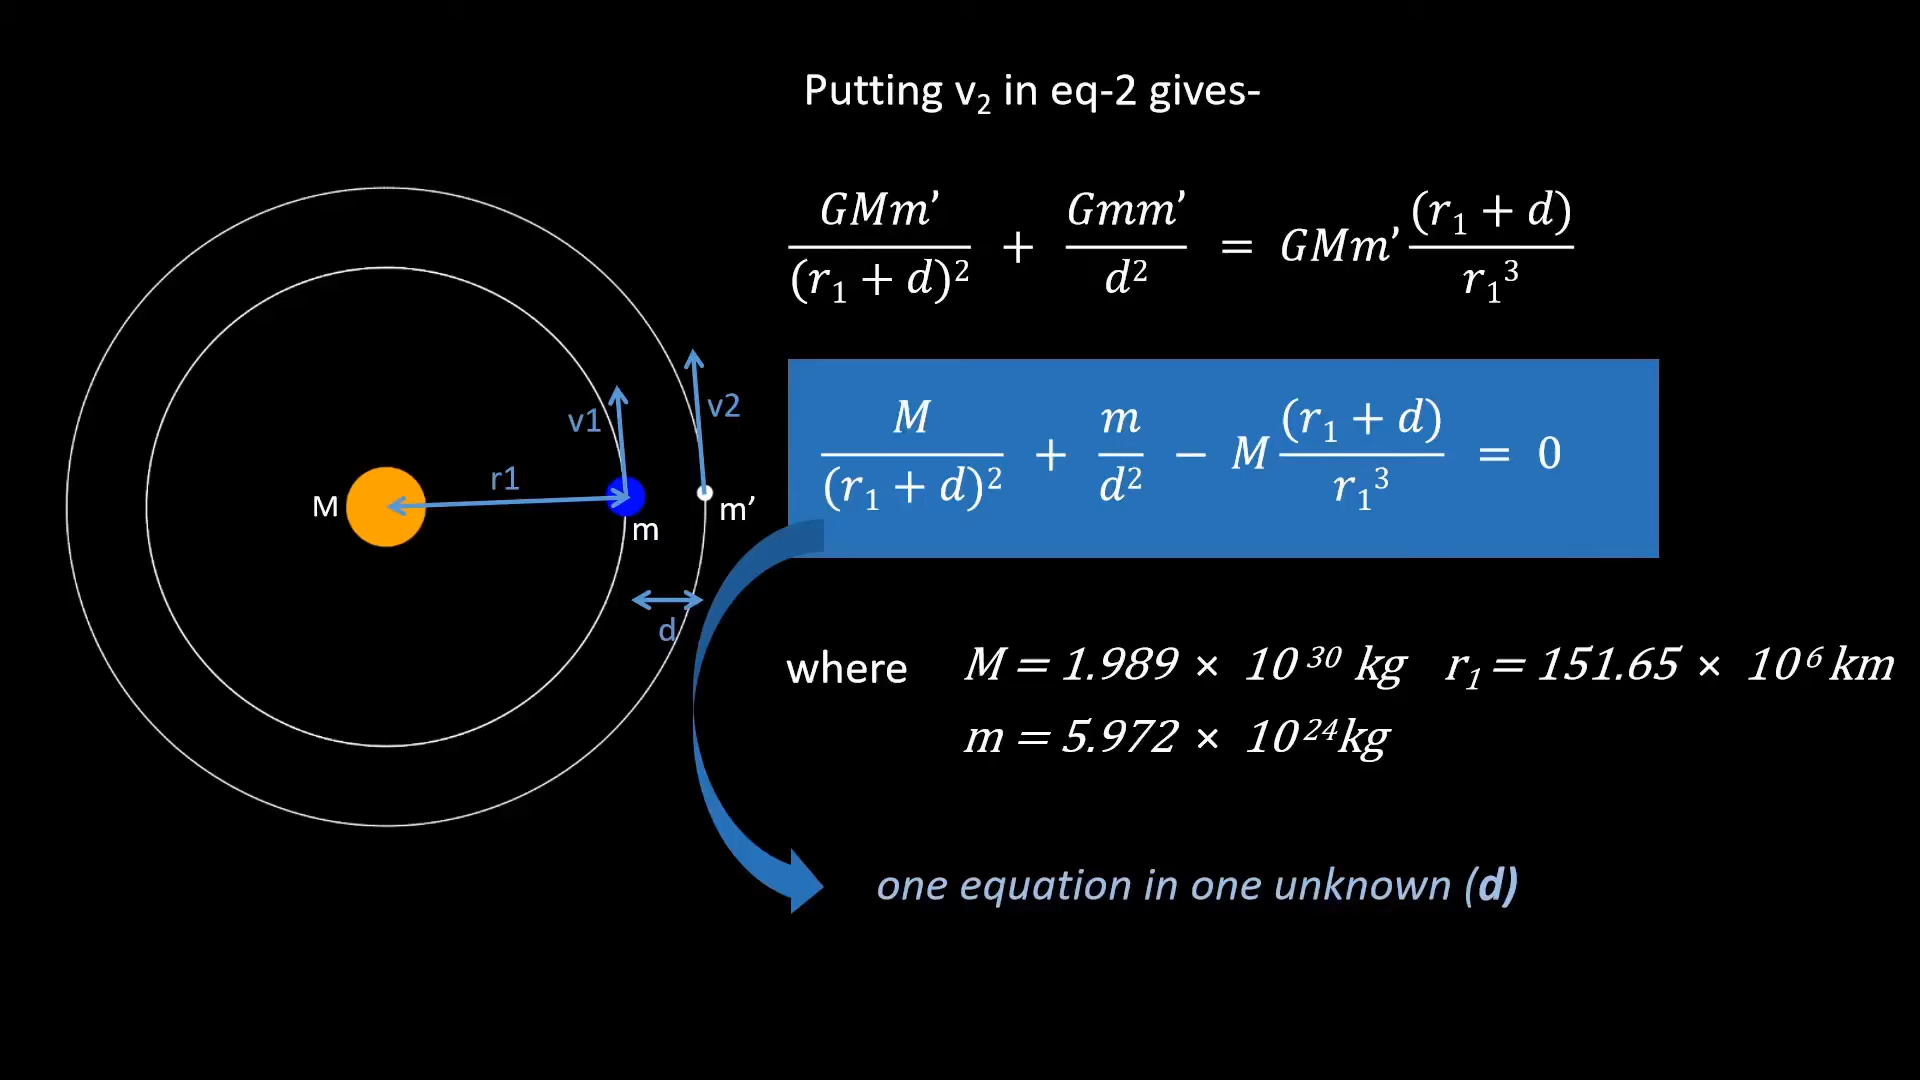 Putting v₂ in eq-2 gives-
GMm’/(r₁ + d)² + Gmm’/d² = GMm’ (r₁ + d)/r₁³
M/(r₁ + d)² + m/d² − M (r₁ + d)/r₁³ = 0
v1
v2
r1
M
m
m’
d
where M = 1.989 × 10³⁰ kg r₁ = 151.65 × 10⁶ km
m = 5.972 × 10²⁴ kg
one equation in one unknown (d)